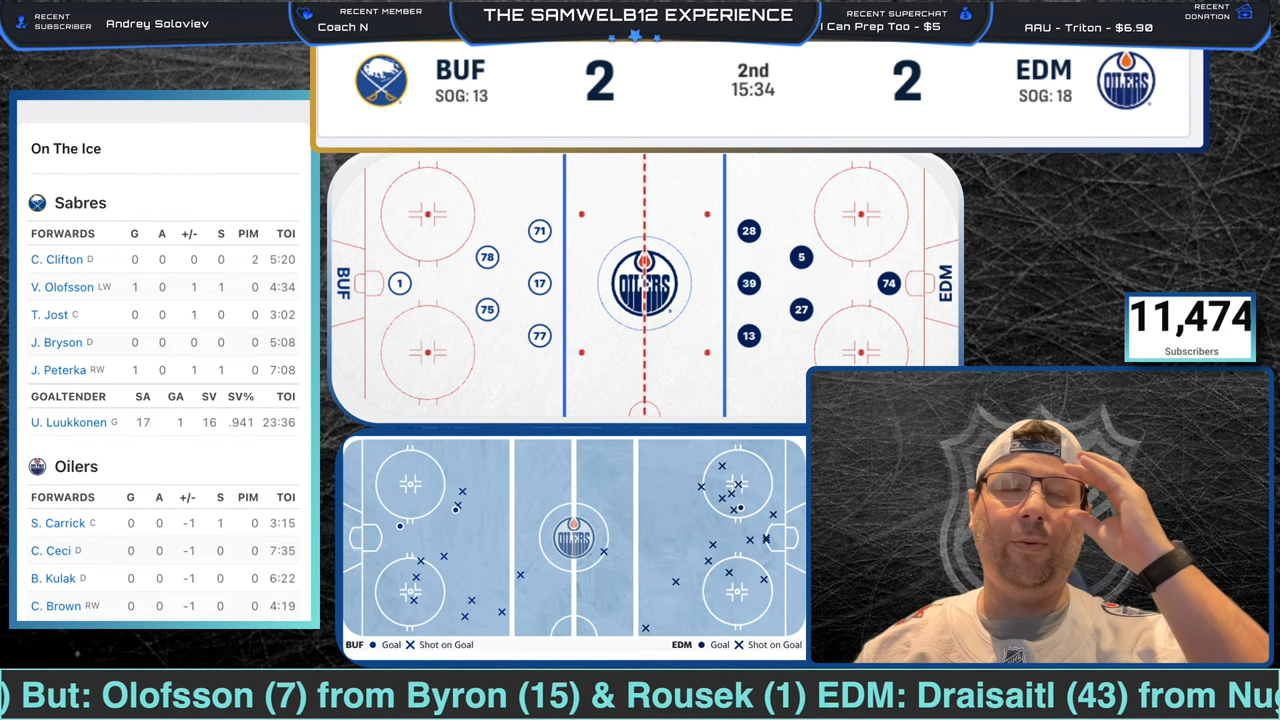 RECENT SUBSCRIBER
Andrey Soloviev
RECENT MEMBER
Coach N
THE SAMWELB12 EXPERIENCE
RECENT SUPERCHAT
I Can Prep Too - $5
RECENT DONATION
AAU - Triton - $6.90
BUF
SOG: 13
2
2nd
15:34
2
EDM
SOG: 18
OILERS
On The Ice
Sabres
FORWARDS G A +/- S PIM TOI
C. Clifton D 0 0 0 0 2 5:20
V. Olofsson LW 1 0 1 1 0 4:34
T. Jost C 0 0 1 0 0 3:02
J. Bryson D 0 0 0 0 0 5:08
J. Peterka RW 1 0 1 1 0 7:08
GOALTENDER SA GA SV SV% TOI
U. Luukkonen G 17 1 16 .941 23:36
Oilers
FORWARDS G A +/- S PIM TOI
S. Carrick C 0 0 -1 1 0 3:15
C. Ceci D 0 0 -1 0 0 7:35
B. Kulak D 0 0 -1 0 0 6:22
C. Brown RW 0 0 -1 0 0 4:19
BUF
1
78
75
71
17
77
OILERS
28
39
13
5
27
74
EDM
11,474
Subscribers
OILERS
BUF Goal Shot on Goal
EDM Goal Shot on Goal
NHL
) But: Olofsson (7) from Byron (15) & Rousek (1) EDM: Draisaitl (43) from Nug